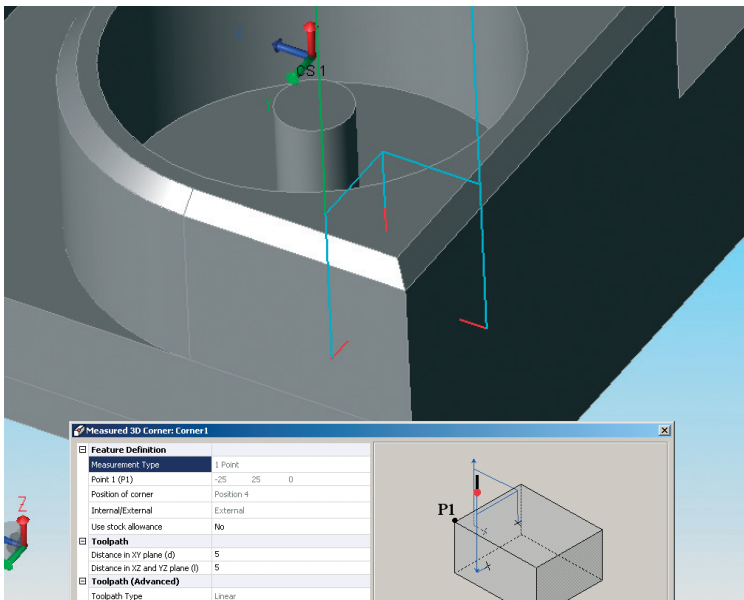 CS 1
Z
Measured 3D Corner: Corner1
Feature Definition
Measurement Type 1 Point
Point 1 (P1) -25 25 0
Position of corner Position 4
Internal/External External
Use stock allowance No
Toolpath
Distance in XY plane (d) 5
Distance in XZ and YZ plane (l) 5
Toolpath (Advanced)
Toolpath Type Linear
P1